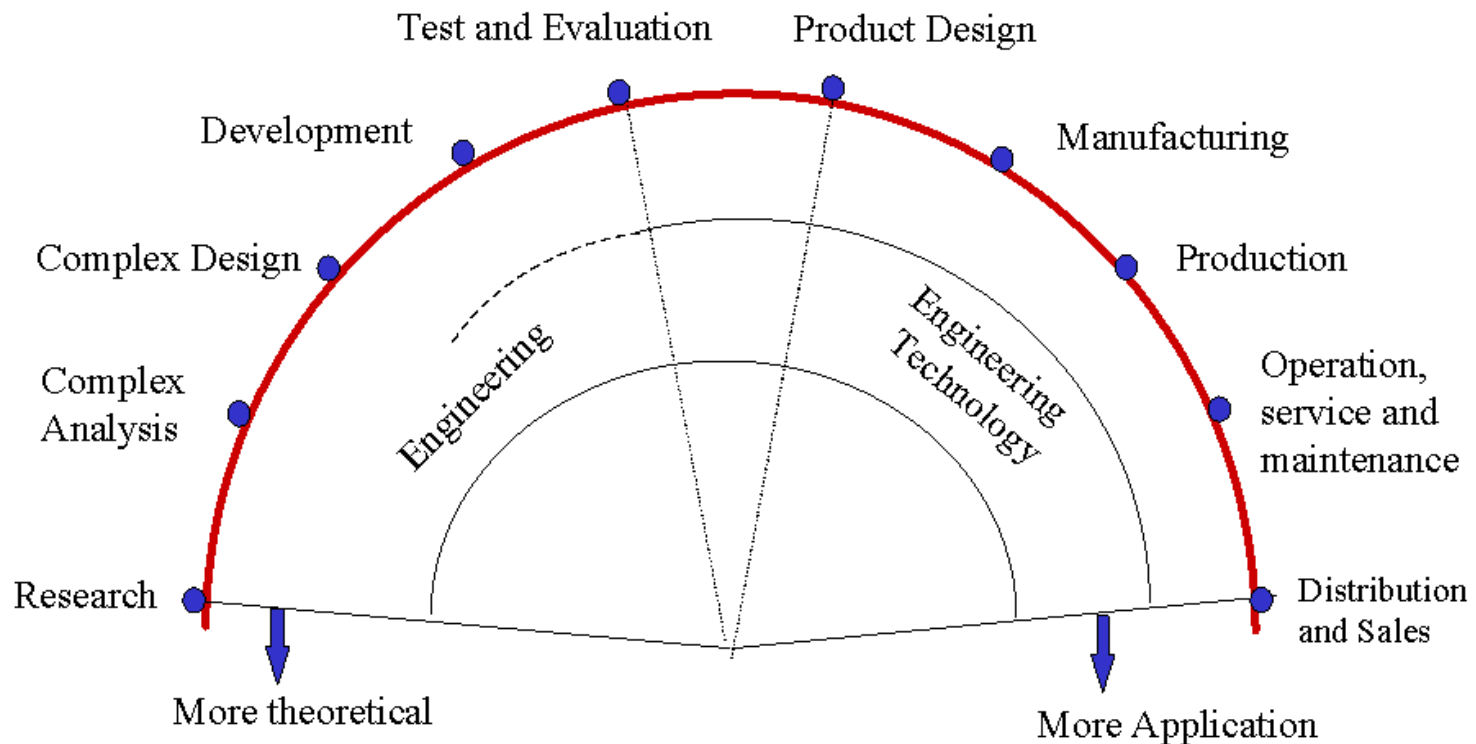 Test and Evaluation
Product Design
Development
Manufacturing
Complex Design
Production
Engineering
Engineering
Technology
Complex
Analysis
Operation,
service and
maintenance
Research
Distribution
and Sales
More theoretical
More Application